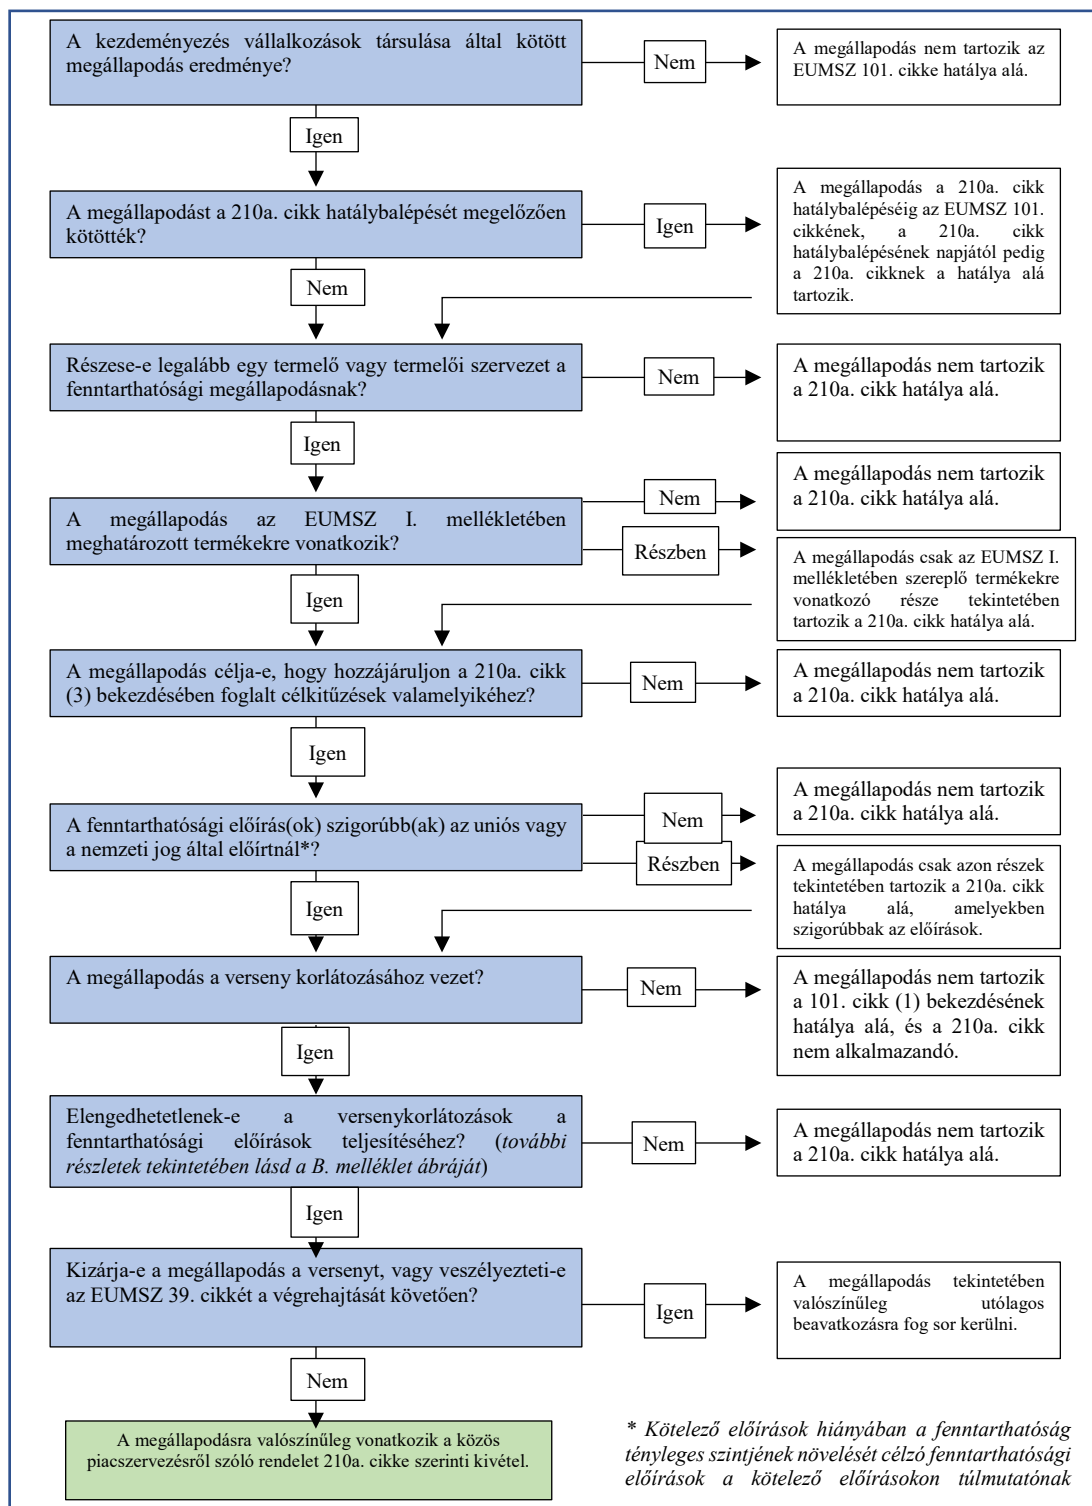 A kezdeményezés vállalkozások társulása által kötött
megállapodás eredménye?
Nem
A megállapodás nem tartozik az
EUMSZ 101. cikke hatálya alá.
Igen
A megállapodást a 210a. cikk hatálybalépését megelőzően
kötötték?
Igen
A megállapodás a 210a. cikk
hatálybalépéséig az EUMSZ 101.
cikkének, a 210a. cikk
hatálybalépésének napjától pedig
a 210a. cikknek a hatálya alá
tartozik.
Nem
Részese-e legalább egy termelő vagy termelői szervezet a
fenntarthatósági megállapodásnak?
Nem
A megállapodás nem tartozik
a 210a. cikk hatálya alá.
Igen
A megállapodás az EUMSZ I. mellékletében
meghatározott termékekre vonatkozik?
Nem
A megállapodás nem tartozik
a 210a. cikk hatálya alá.
Részben
A megállapodás csak az EUMSZ I.
mellékletében szereplő termékekre
vonatkozó része tekintetében
tartozik a 210a. cikk hatálya alá.
Igen
A megállapodás célja-e, hogy hozzájáruljon a 210a. cikk
(3) bekezdésében foglalt célkitűzések valamelyikéhez?
Nem
A megállapodás nem tartozik
a 210a. cikk hatálya alá.
Igen
A fenntarthatósági előírás(ok) szigorúbb(ak) az uniós vagy
a nemzeti jog által előírtnál*?
Nem
A megállapodás nem tartozik
a 210a. cikk hatálya alá.
Részben
A megállapodás csak azon részek
tekintetében tartozik a 210a. cikk
hatálya alá, amelyekben
szigorúbbak az előírások.
Igen
A megállapodás a verseny korlátozásához vezet?
Nem
A megállapodás nem tartozik
a 101. cikk (1) bekezdésének
hatálya alá, és a 210a. cikk
nem alkalmazandó.
Igen
Elengedhetetlenek-e a versenykorlátozások a
fenntarthatósági előírások teljesítéséhez? (további
részletek tekintetében lásd a B. melléklet ábráját)
Nem
A megállapodás nem tartozik
a 210a. cikk hatálya alá.
Igen
Kizárja-e a megállapodás a versenyt, vagy veszélyezteti-e
az EUMSZ 39. cikkét a végrehajtását követően?
Igen
A megállapodás tekintetében
valószínűleg utólagos
beavatkozásra fog sor kerülni.
Nem
A megállapodásra valószínűleg vonatkozik a közös
piacszervezésről szóló rendelet 210a. cikke szerinti kivétel.
* Kötelező előírások hiányában a fenntarthatóság
tényleges szintjének növelését célzó fenntarthatósági
előírások a kötelező előírásokon túlmutatónak